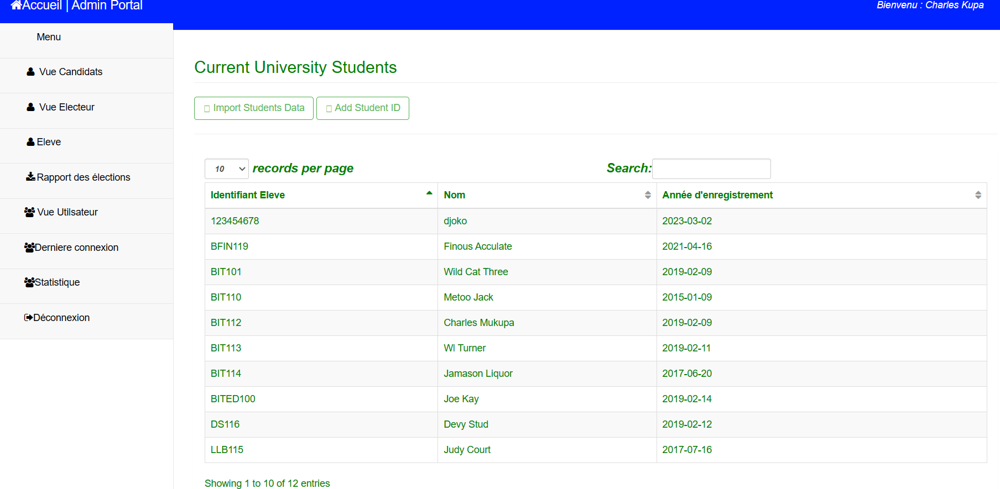 Accueil | Admin Portal
Bienvenu : Charles Kupa
Menu
Vue Candidats
Vue Electeur
Eleve
Rapport des élections
Vue Utilsateur
Derniere connexion
Statistique
Déconnexion
Current University Students
Import Students Data
Add Student ID
10 records per page
Search:
Identifiant Eleve Nom Année d'enregistrement
123454678 djoko 2023-03-02
BFIN119 Finous Acculate 2021-04-16
BIT101 Wild Cat Three 2019-02-09
BIT110 Metoo Jack 2015-01-09
BIT112 Charles Mukupa 2019-02-09
BIT113 WI Turner 2019-02-11
BIT114 Jamason Liquor 2017-06-20
BITED100 Joe Kay 2019-02-14
DS116 Devy Stud 2019-02-12
LLB115 Judy Court 2017-07-16
Showing 1 to 10 of 12 entries